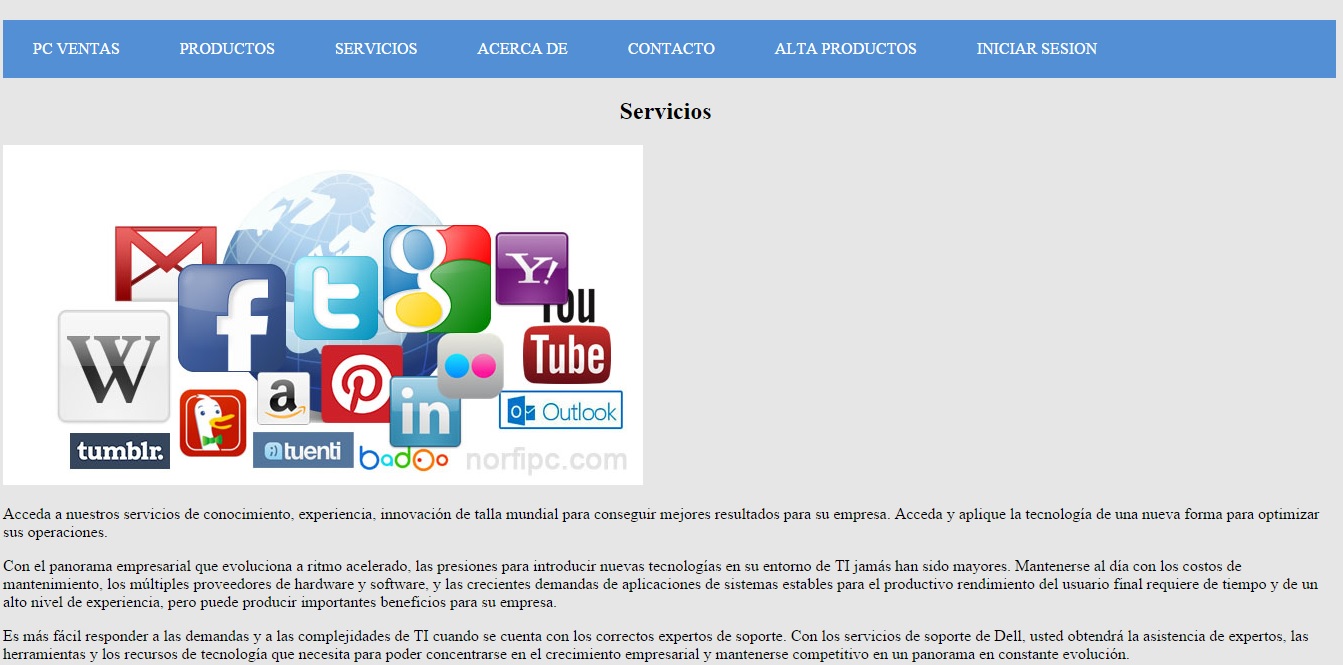 PC VENTAS PRODUCTOS SERVICIOS ACERCA DE CONTACTO ALTA PRODUCTOS INICIAR SESION
Servicios
f
t
g
Y!
You
Tube
W
a
P
in
Outlook
tumblr.
tuenti
badoo
norfipc.com
Acceda a nuestros servicios de conocimiento, experiencia, innovación de talla mundial para conseguir mejores resultados para su empresa. Acceda y aplique la tecnología de una nueva forma para optimizar
sus operaciones.
Con el panorama empresarial que evoluciona a ritmo acelerado, las presiones para introducir nuevas tecnologías en su entorno de TI jamás han sido mayores. Mantenerse al día con los costos de
mantenimiento, los múltiples proveedores de hardware y software, y las crecientes demandas de aplicaciones de sistemas estables para el productivo rendimiento del usuario final requiere de tiempo y de un
alto nivel de experiencia, pero puede producir importantes beneficios para su empresa.
Es más fácil responder a las demandas y a las complejidades de TI cuando se cuenta con los correctos expertos de soporte. Con los servicios de soporte de Dell, usted obtendrá la asistencia de expertos, las
herramientas y los recursos de tecnología que necesita para poder concentrarse en el crecimiento empresarial y mantenerse competitivo en un panorama en constante evolución.